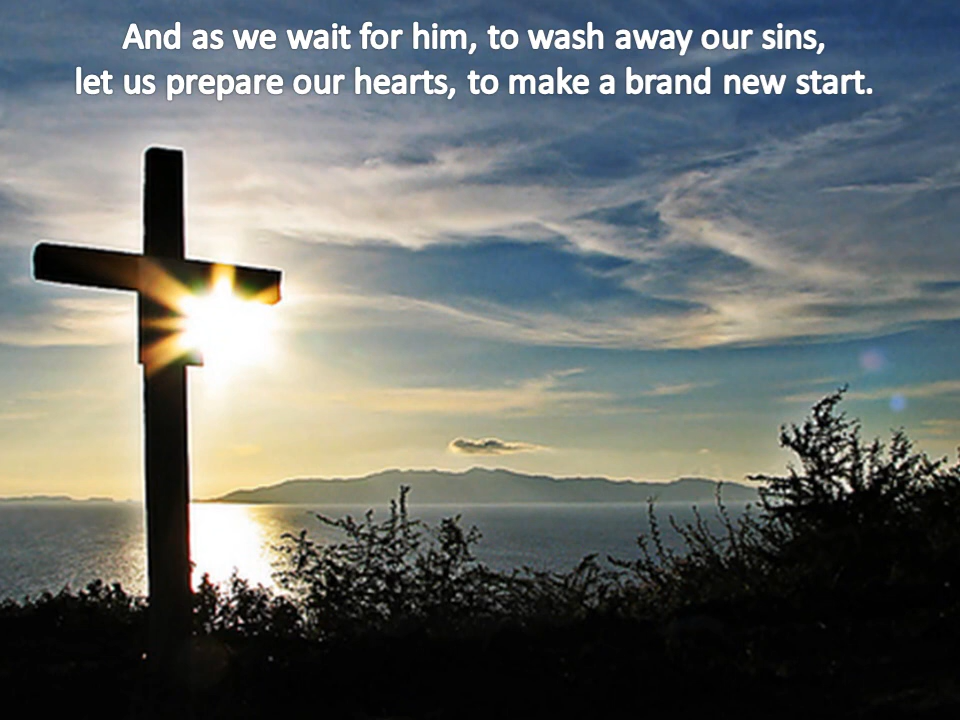 And as we wait for him, to wash away our sins,
let us prepare our hearts, to make a brand new start.